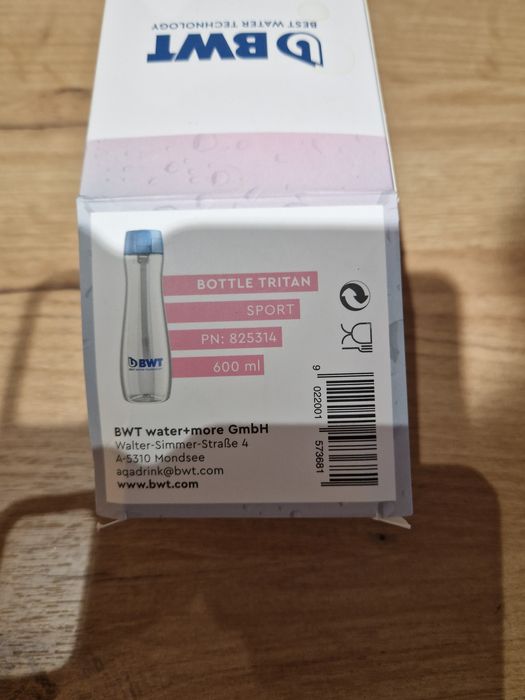 BWT
BEST WATER TECHNOLOGY
BOTTLE TRITAN
SPORT
PN: 825314
600 ml
BWT
BWT water+more GmbH
Walter-Simmer-Straße 4
A-5310 Mondsee
aqadrink@bwt.com
www.bwt.com
9 022001 573681